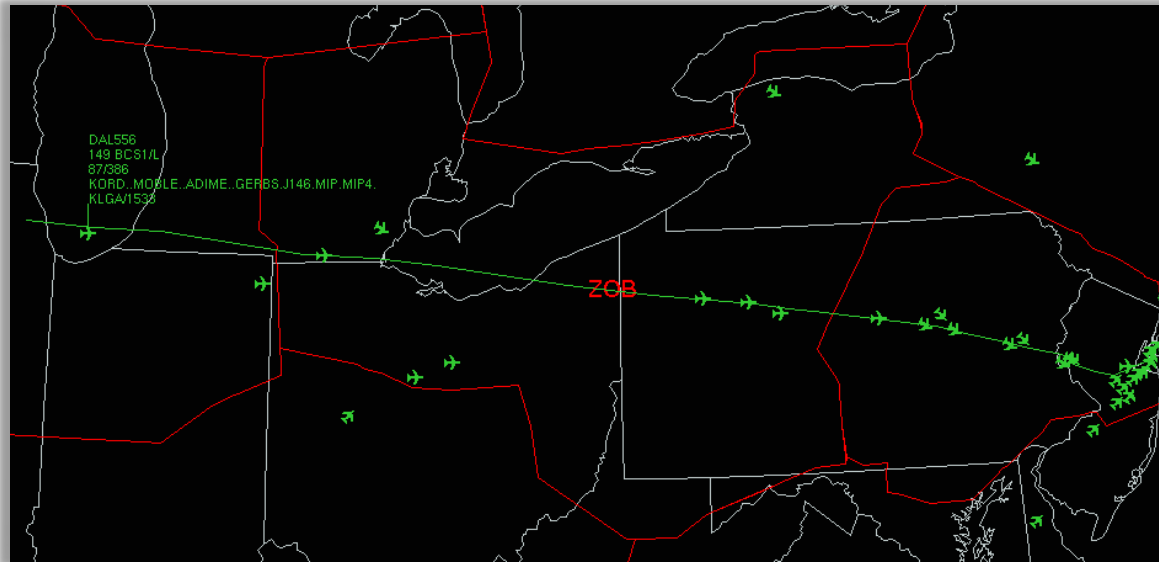 DAL556
149 BCS1/L
87/386
KORD..MOBLE..ADIME..GERBS.J146.MIP.MIP4.
KLGA/1533
ZOB